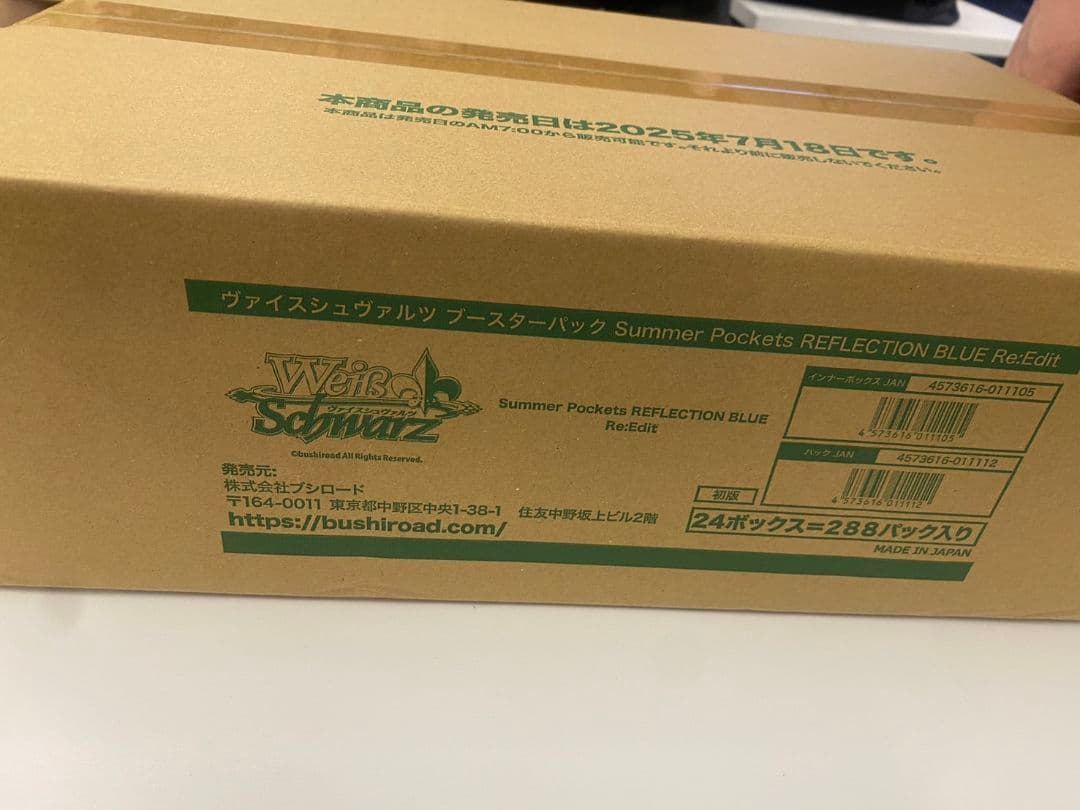 本商品の発売日は2025年7月18日です。
本商品は発売日のAM7:00から販売可能です。それより前に販売しないでください。
ヴァイスシュヴァルツ ブースターパック Summer Pockets REFLECTION BLUE Re:Edit
Weiß
ヴァイスシュヴァルツ
Schwarz
©bushiroad All Rights Reserved.
Summer Pockets REFLECTION BLUE
Re:Edit
インナーボックス JAN 4573616-011105
4 573616 011105
パック JAN 4573616-011112
4 573616 011112
発売元:
株式会社ブシロード
〒164-0011 東京都中野区中央1-38-1 住友中野坂上ビル2階
https://bushiroad.com/
初版
24ボックス=288パック入り
MADE IN JAPAN